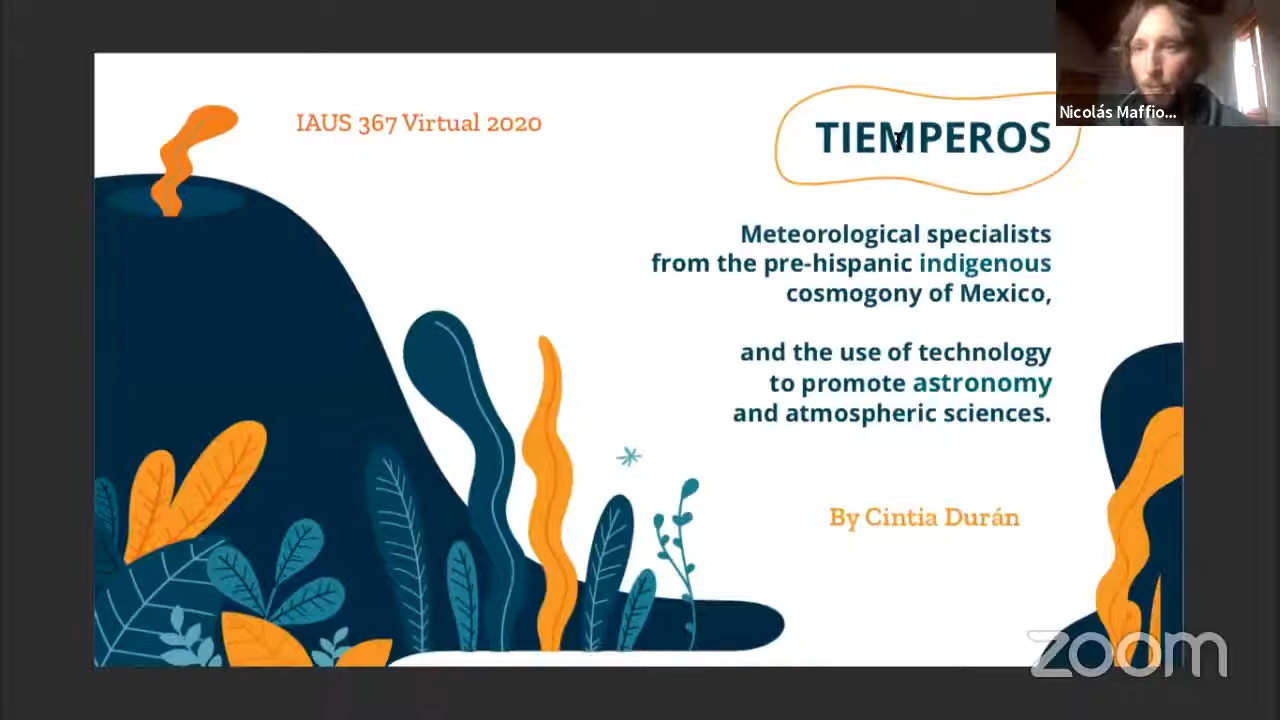 IAUS 367 Virtual 2020
TIEMPEROS
Nicolás Maffio...
Meteorological specialists
from the pre-hispanic indigenous
cosmogony of Mexico,
and the use of technology
to promote astronomy
and atmospheric sciences.
By Cintia Durán
zoom